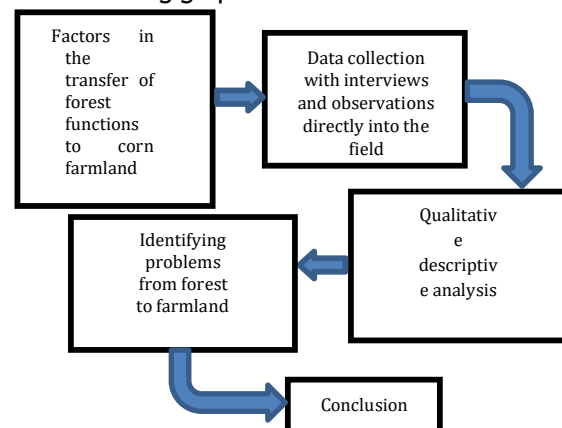 Factors in
the
transfer of
forest
functions
to corn
farmland
Data collection
with interviews
and observations
directly into the
field
Qualitativ
e
descriptiv
e analysis
Identifying
problems
from forest
to farmland
Conclusion